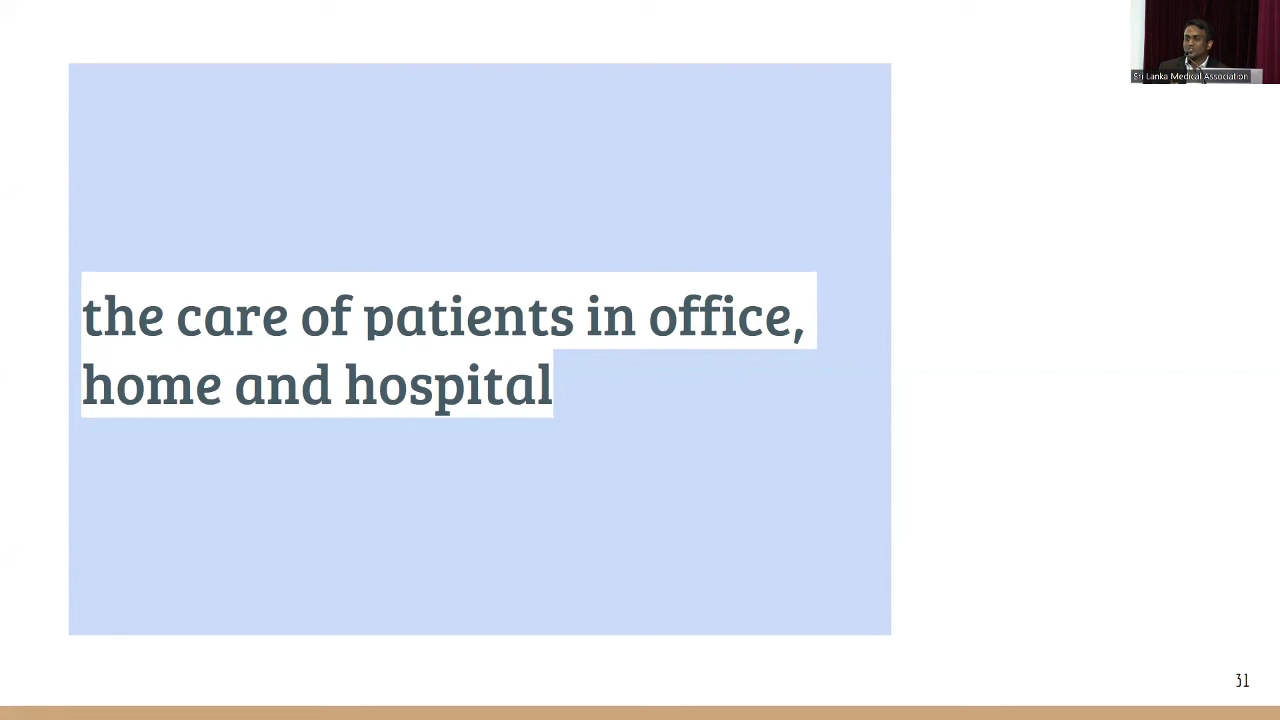 Sri Lanka Medical Association
the care of patients in office,
home and hospital
31